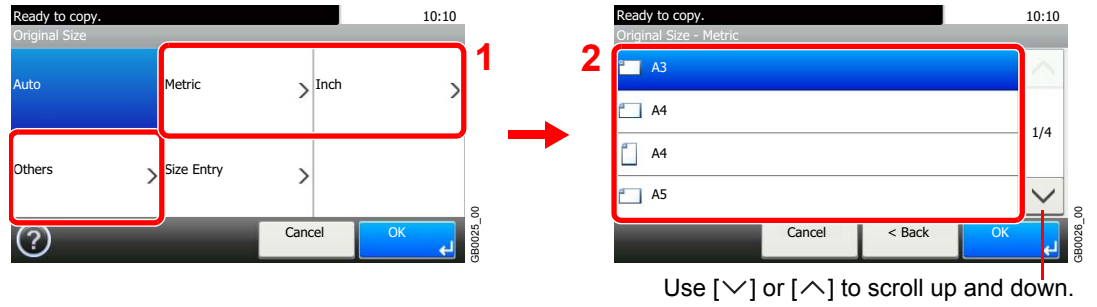 Ready to copy. 10:10
Original Size
Auto Metric Inch
Others Size Entry
? Cancel OK
GB0025_00
1
2
Ready to copy. 10:10
Original Size - Metric
A3
A4
1/4
A4
A5
Cancel < Back OK
GB0026_00
Use [∨] or [∧] to scroll up and down.